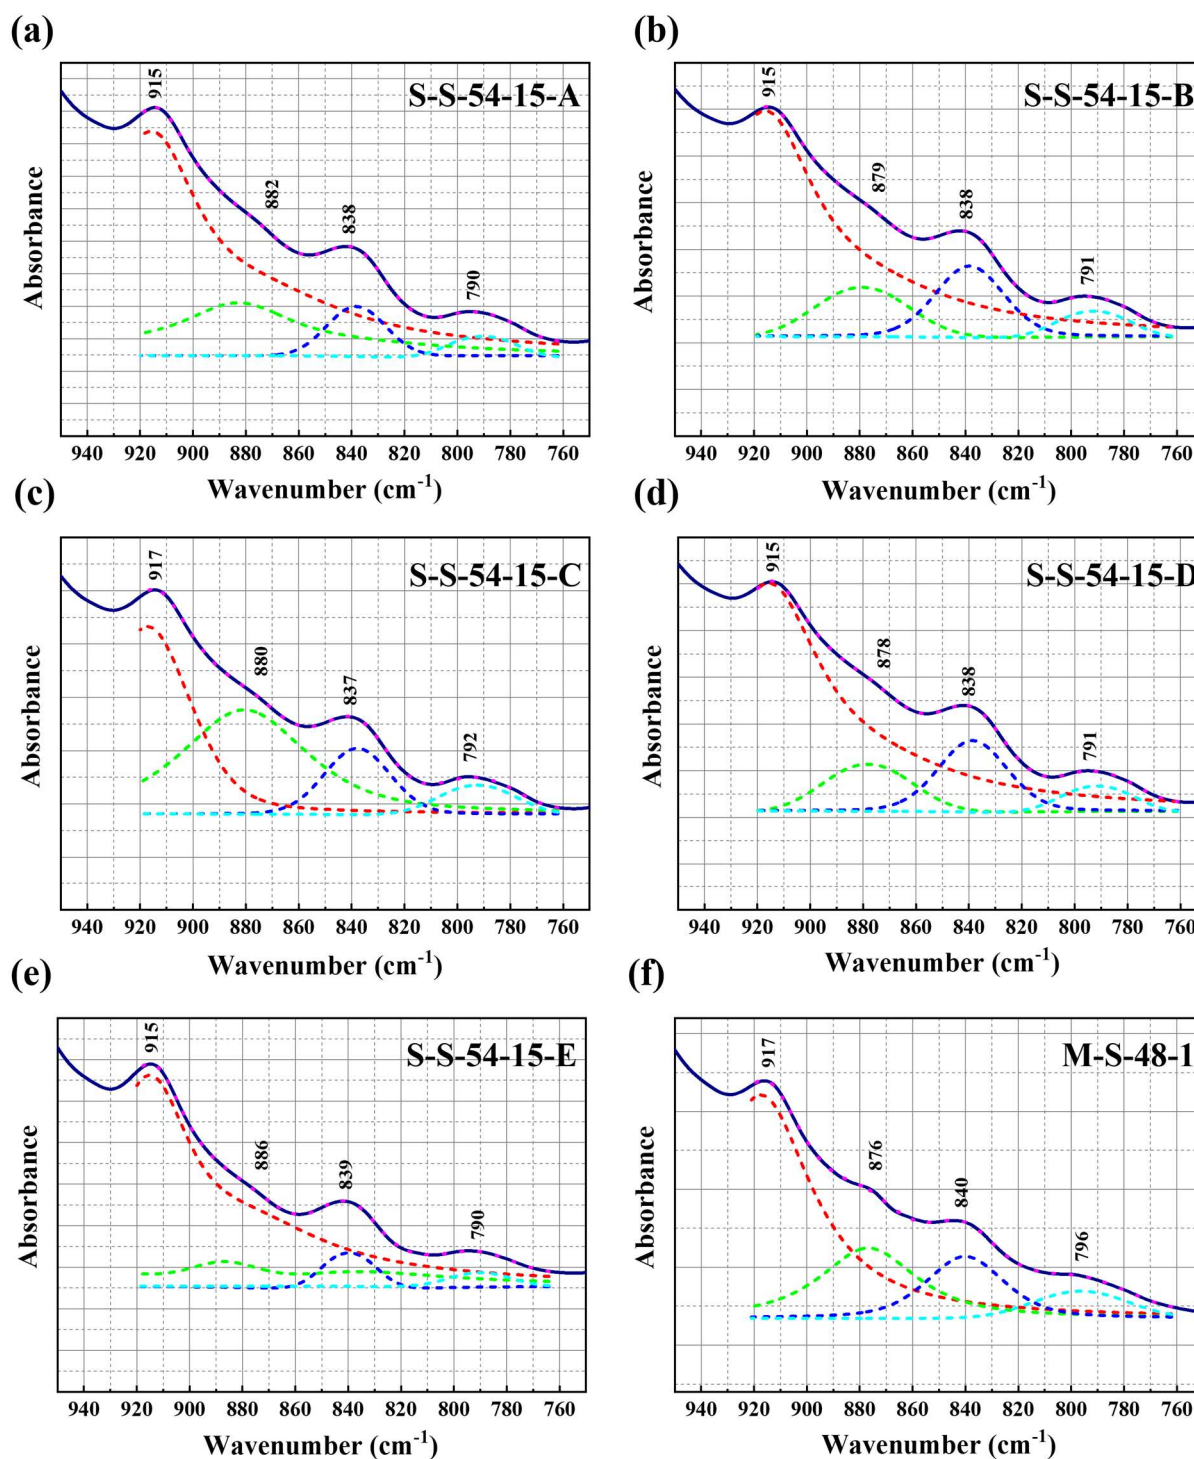 (a)
(b)
915
S-S-54-15-A
882
838
790
Absorbance
940 920 900 880 860 840 820 800 780 760
Wavenumber (cm⁻¹)
915
S-S-54-15-B
879
838
791
Absorbance
940 920 900 880 860 840 820 800 780 760
Wavenumber (cm⁻¹)
(c)
(d)
917
S-S-54-15-C
880
837
792
Absorbance
940 920 900 880 860 840 820 800 780 760
Wavenumber (cm⁻¹)
915
S-S-54-15-D
878
838
791
Absorbance
940 920 900 880 860 840 820 800 780 760
Wavenumber (cm⁻¹)
(e)
(f)
915
S-S-54-15-E
886
839
790
Absorbance
940 920 900 880 860 840 820 800 780 760
Wavenumber (cm⁻¹)
917
M-S-48-1
876
840
796
Absorbance
940 920 900 880 860 840 820 800 780 760
Wavenumber (cm⁻¹)